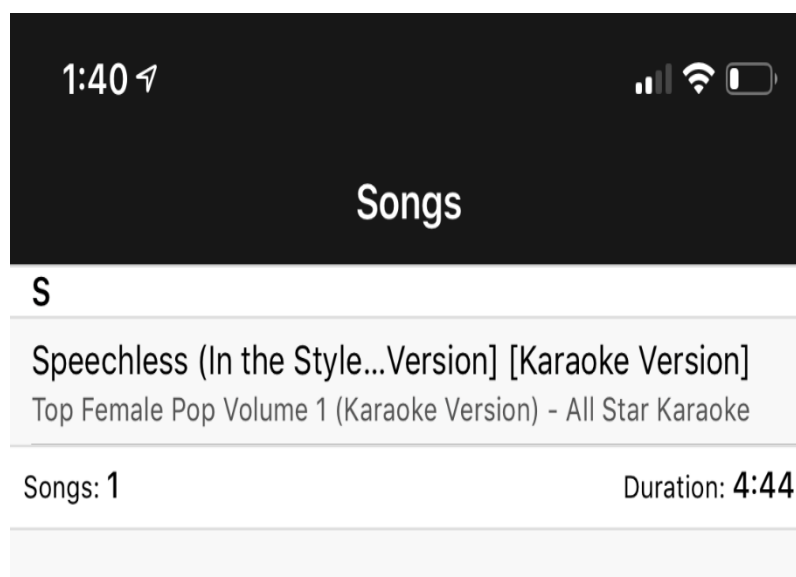 1:40
Songs
S
Speechless (In the Style...Version] [Karaoke Version]
Top Female Pop Volume 1 (Karaoke Version) - All Star Karaoke
Songs: 1 Duration: 4:44